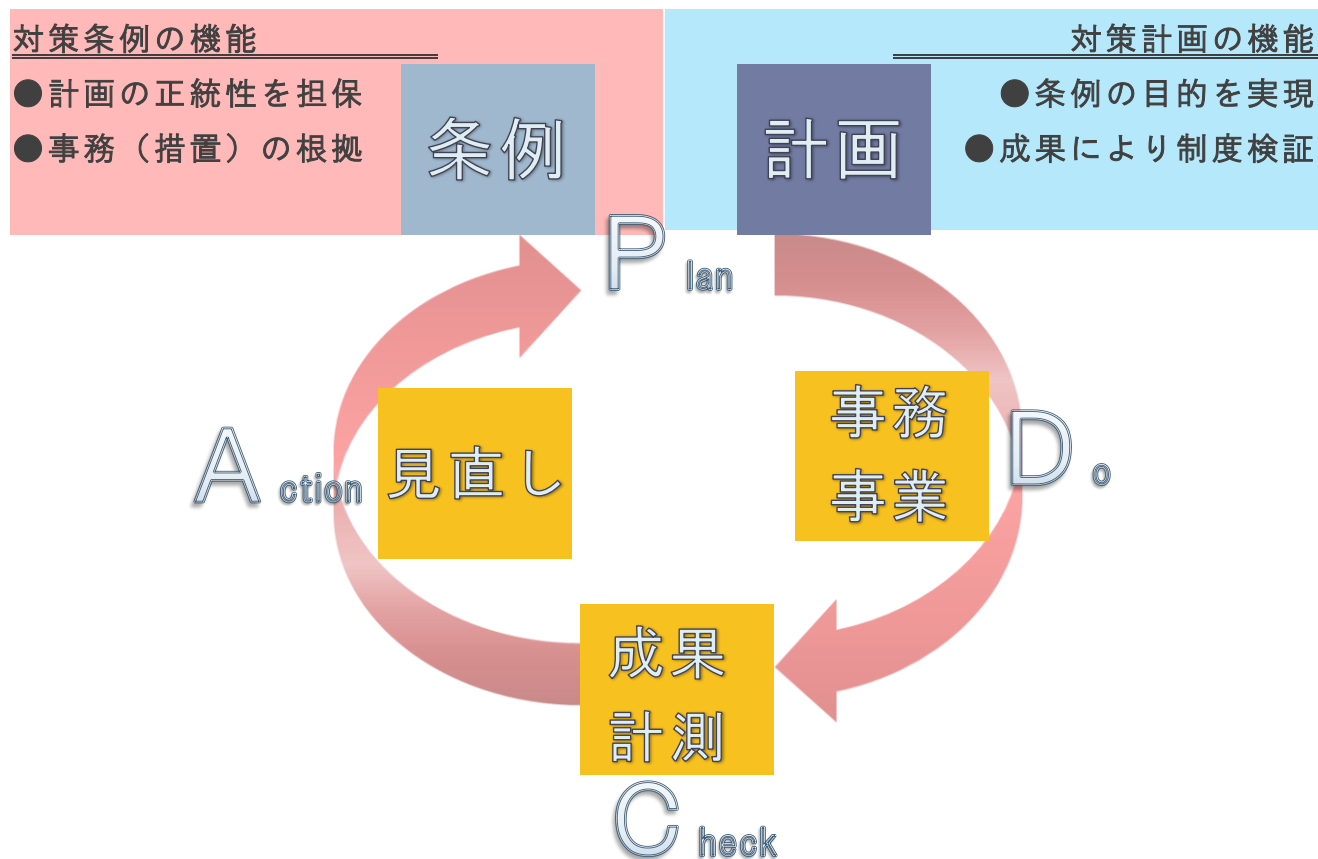 対策条例の機能
●計画の正統性を担保
●事務（措置）の根拠
条例
対策計画の機能
●条例の目的を実現
●成果により制度検証
計画
Plan
事務
事業
Do
成果
計測
Check
見直し
Action